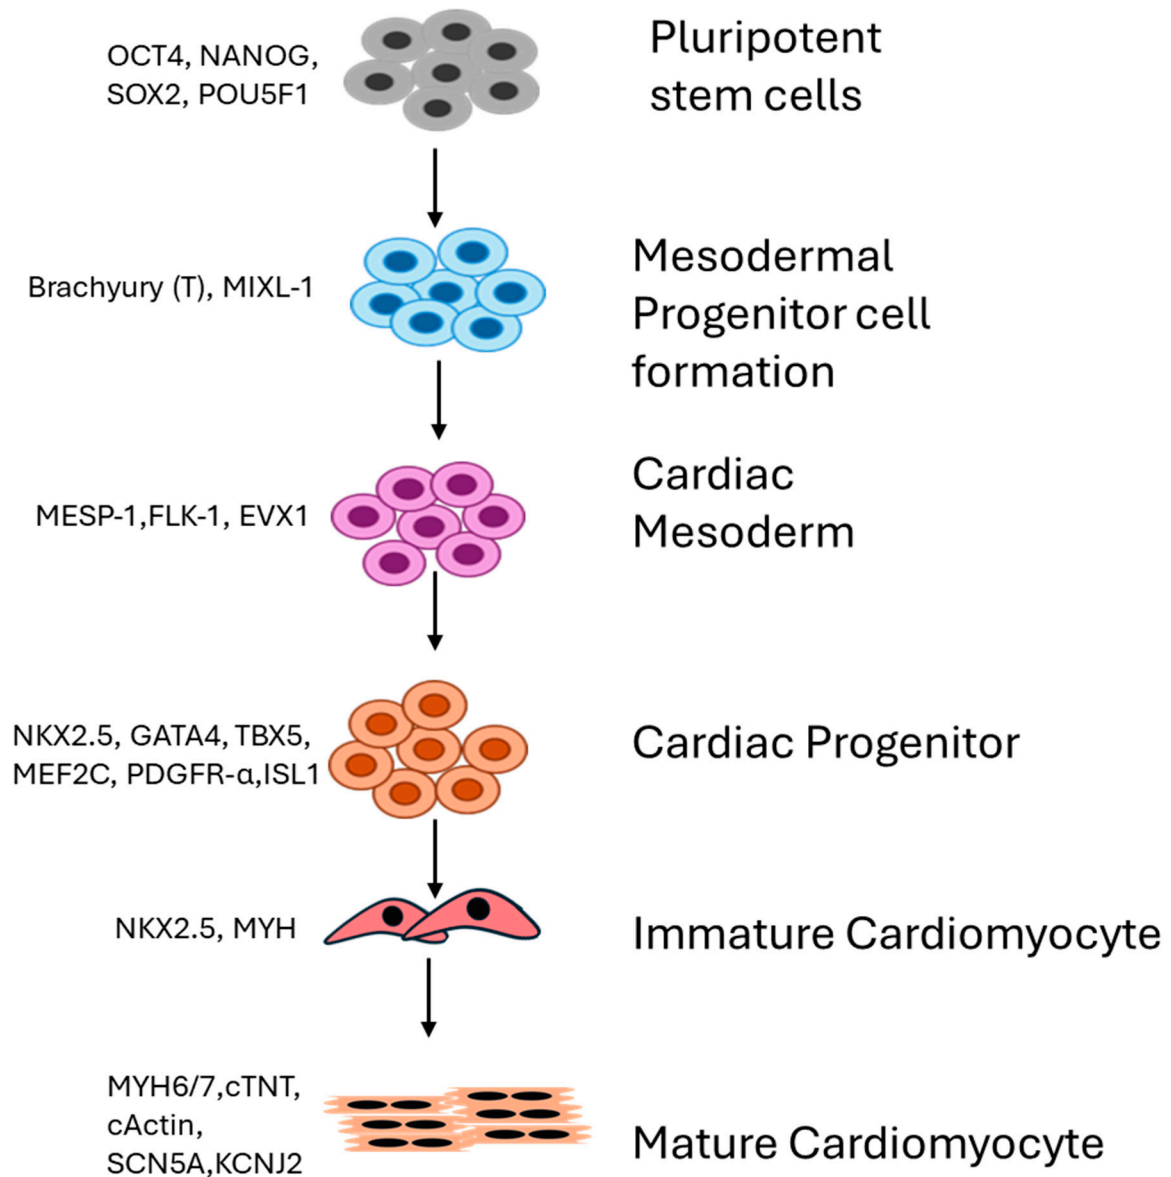 OCT4, NANOG,
SOX2, POU5F1
Pluripotent
stem cells
Brachyury (T), MIXL-1
Mesodermal
Progenitor cell
formation
MESP-1,FLK-1, EVX1
Cardiac
Mesoderm
NKX2.5, GATA4, TBX5,
MEF2C, PDGFR-α,ISL1
Cardiac Progenitor
NKX2.5, MYH
Immature Cardiomyocyte
MYH6/7,cTNT,
cActin,
SCN5A,KCNJ2
Mature Cardiomyocyte